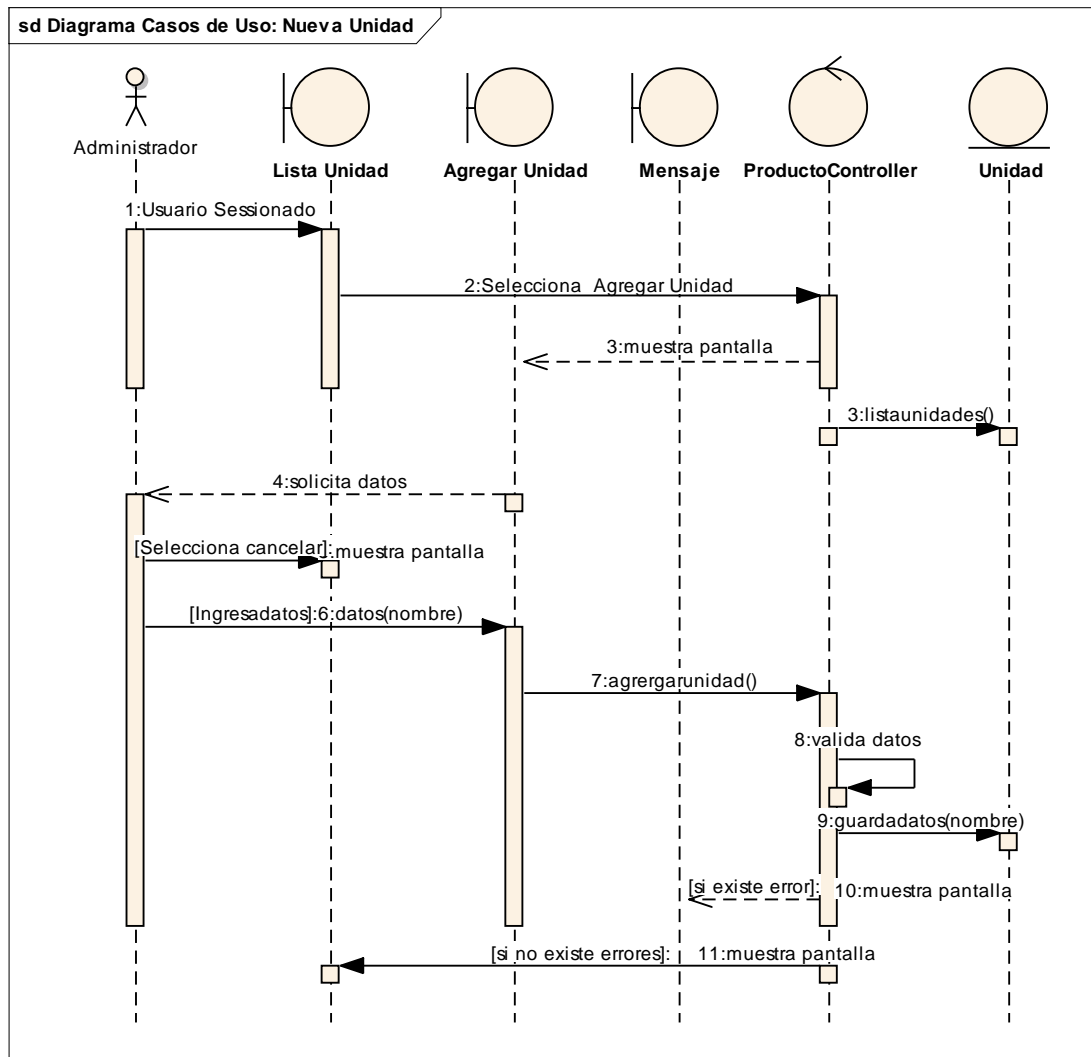 sd Diagrama Casos de Uso: Nueva Unidad
Administrador
Lista Unidad
Agregar Unidad
Mensaje
ProductoController
Unidad
1:Usuario Sessionado
2:Selecciona Agregar Unidad
3:muestra pantalla
3:listaunidades()
4:solicita datos
[Selecciona cancelar]:
:muestra pantalla
[Ingresadatos]:6:datos(nombre)
7:agrergarunidad()
8:valida datos
9:guardadatos(nombre)
[si existe error]: 10:muestra pantalla
[si no existe errores]: 11:muestra pantalla